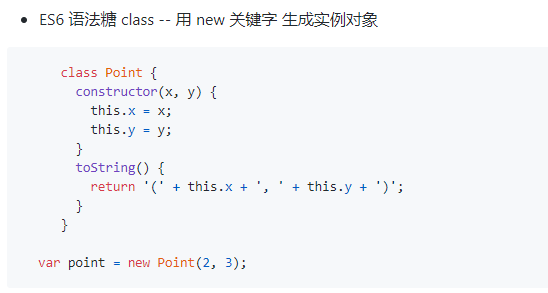 • ES6 语法糖 class -- 用 new 关键字 生成实例对象
class Point {
constructor(x, y) {
this.x = x;
this.y = y;
}
toString() {
return '(' + this.x + ', ' + this.y + ')';
}
}
var point = new Point(2, 3);